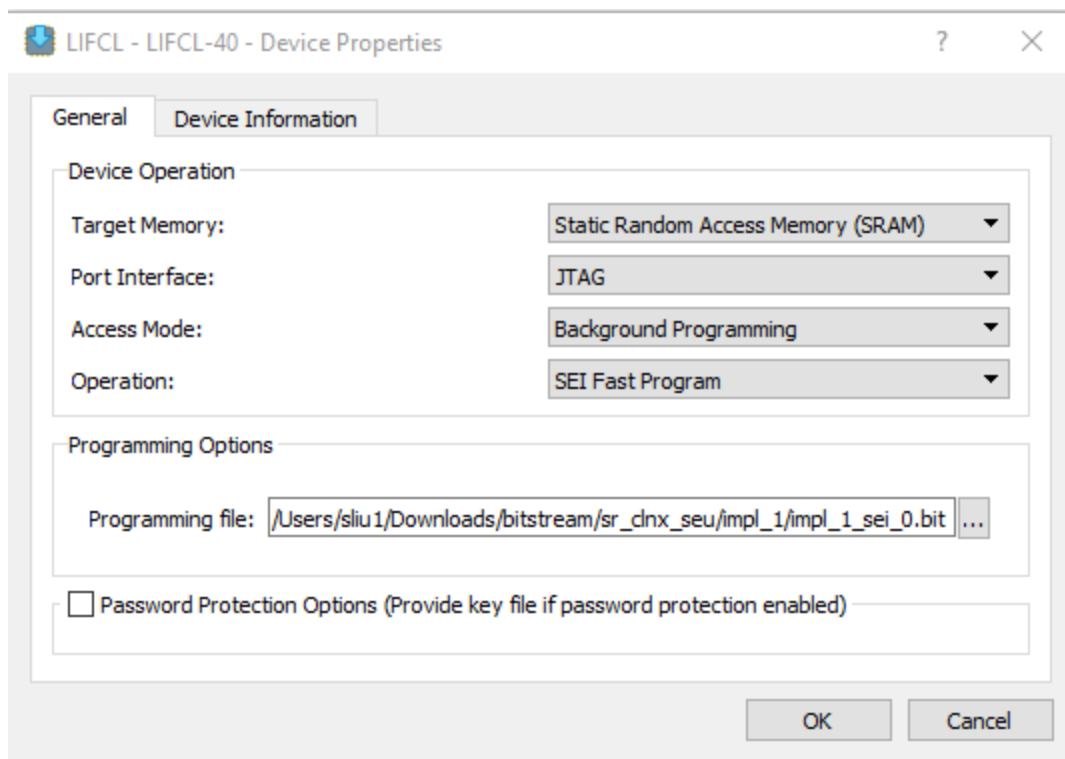 LIFCL - LIFCL-40 - Device Properties ?
General Device Information
Device Operation
Target Memory: Static Random Access Memory (SRAM)
Port Interface: JTAG
Access Mode: Background Programming
Operation: SEI Fast Program
Programming Options
Programming file: /Users/sliu1/Downloads/bitstream/sr_clnx_seu/impl_1/impl_1_sei_0.bit ...
Password Protection Options (Provide key file if password protection enabled)
OK Cancel